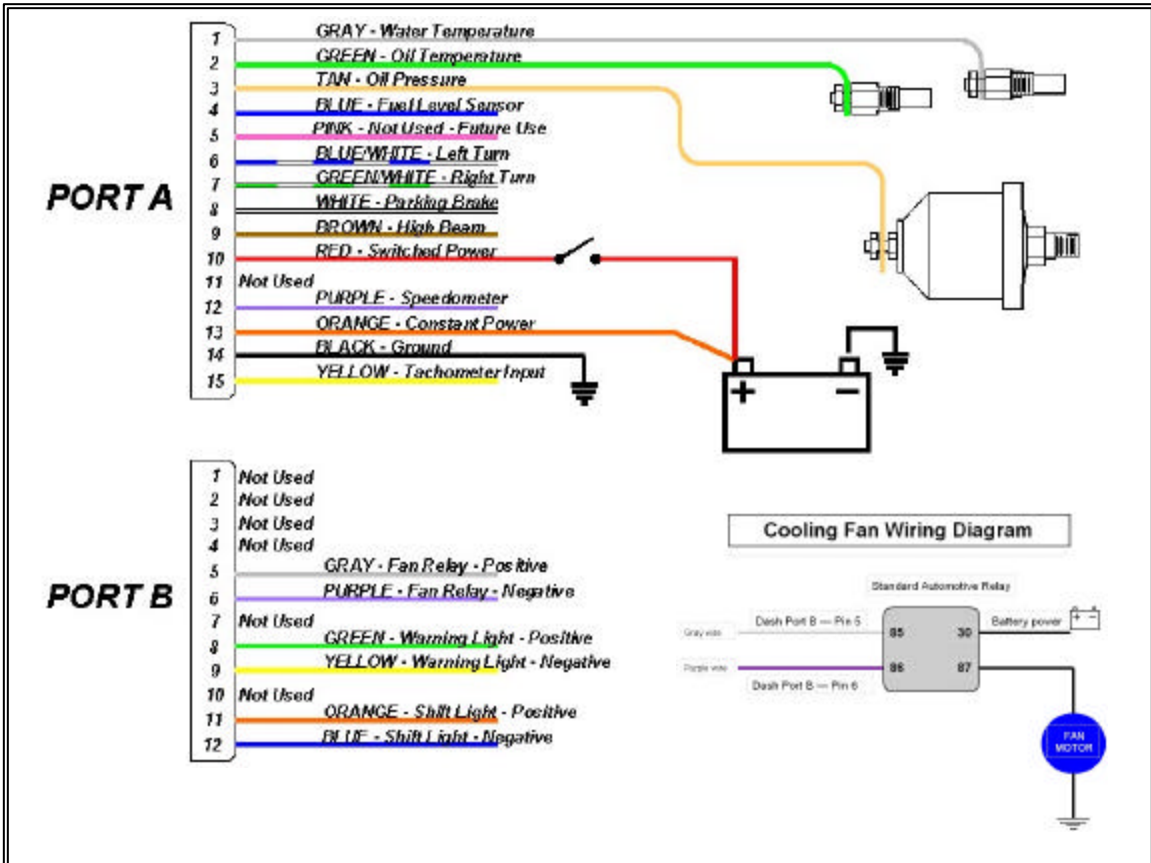 PORT A
1 GRAY - Water Temperature
2 GREEN - Oil Temperature
3 TAN - Oil Pressure
4 BLUE - Fuel Level Sensor
5 PINK - Not Used - Future Use
6 BLUE/WHITE - Left Turn
7 GREEN/WHITE - Right Turn
8 WHITE - Parking Brake
9 BROWN - High Beam
10 RED - Switched Power
11 Not Used
12 PURPLE - Speedometer
13 ORANGE - Constant Power
14 BLACK - Ground
15 YELLOW - Tachometer Input
+ −
PORT B
1 Not Used
2 Not Used
3 Not Used
4 Not Used
5 GRAY - Fan Relay - Positive
6 PURPLE - Fan Relay - Negative
7 Not Used
8 GREEN - Warning Light - Positive
9 YELLOW - Warning Light - Negative
10 Not Used
11 ORANGE - Shift Light - Positive
12 BLUE - Shift Light - Negative
Cooling Fan Wiring Diagram
Standard Automotive Relay
Gray wire
Dash Port B — Pin 5
85 30
Battery power
+ −
Purple wire
86 87
Dash Port B — Pin 6
FAN
MOTOR